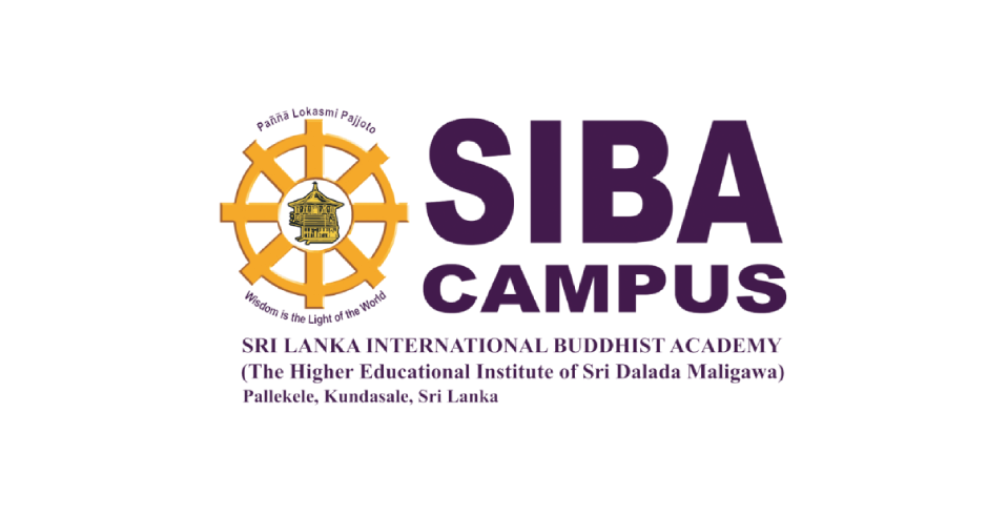 Paññā Lokasmi Pajjoto
SIBA
CAMPUS
Wisdom is the Light of the World
SRI LANKA INTERNATIONAL BUDDHIST ACADEMY
(The Higher Educational Institute of Sri Dalada Maligawa)
Pallekele, Kundasale, Sri Lanka